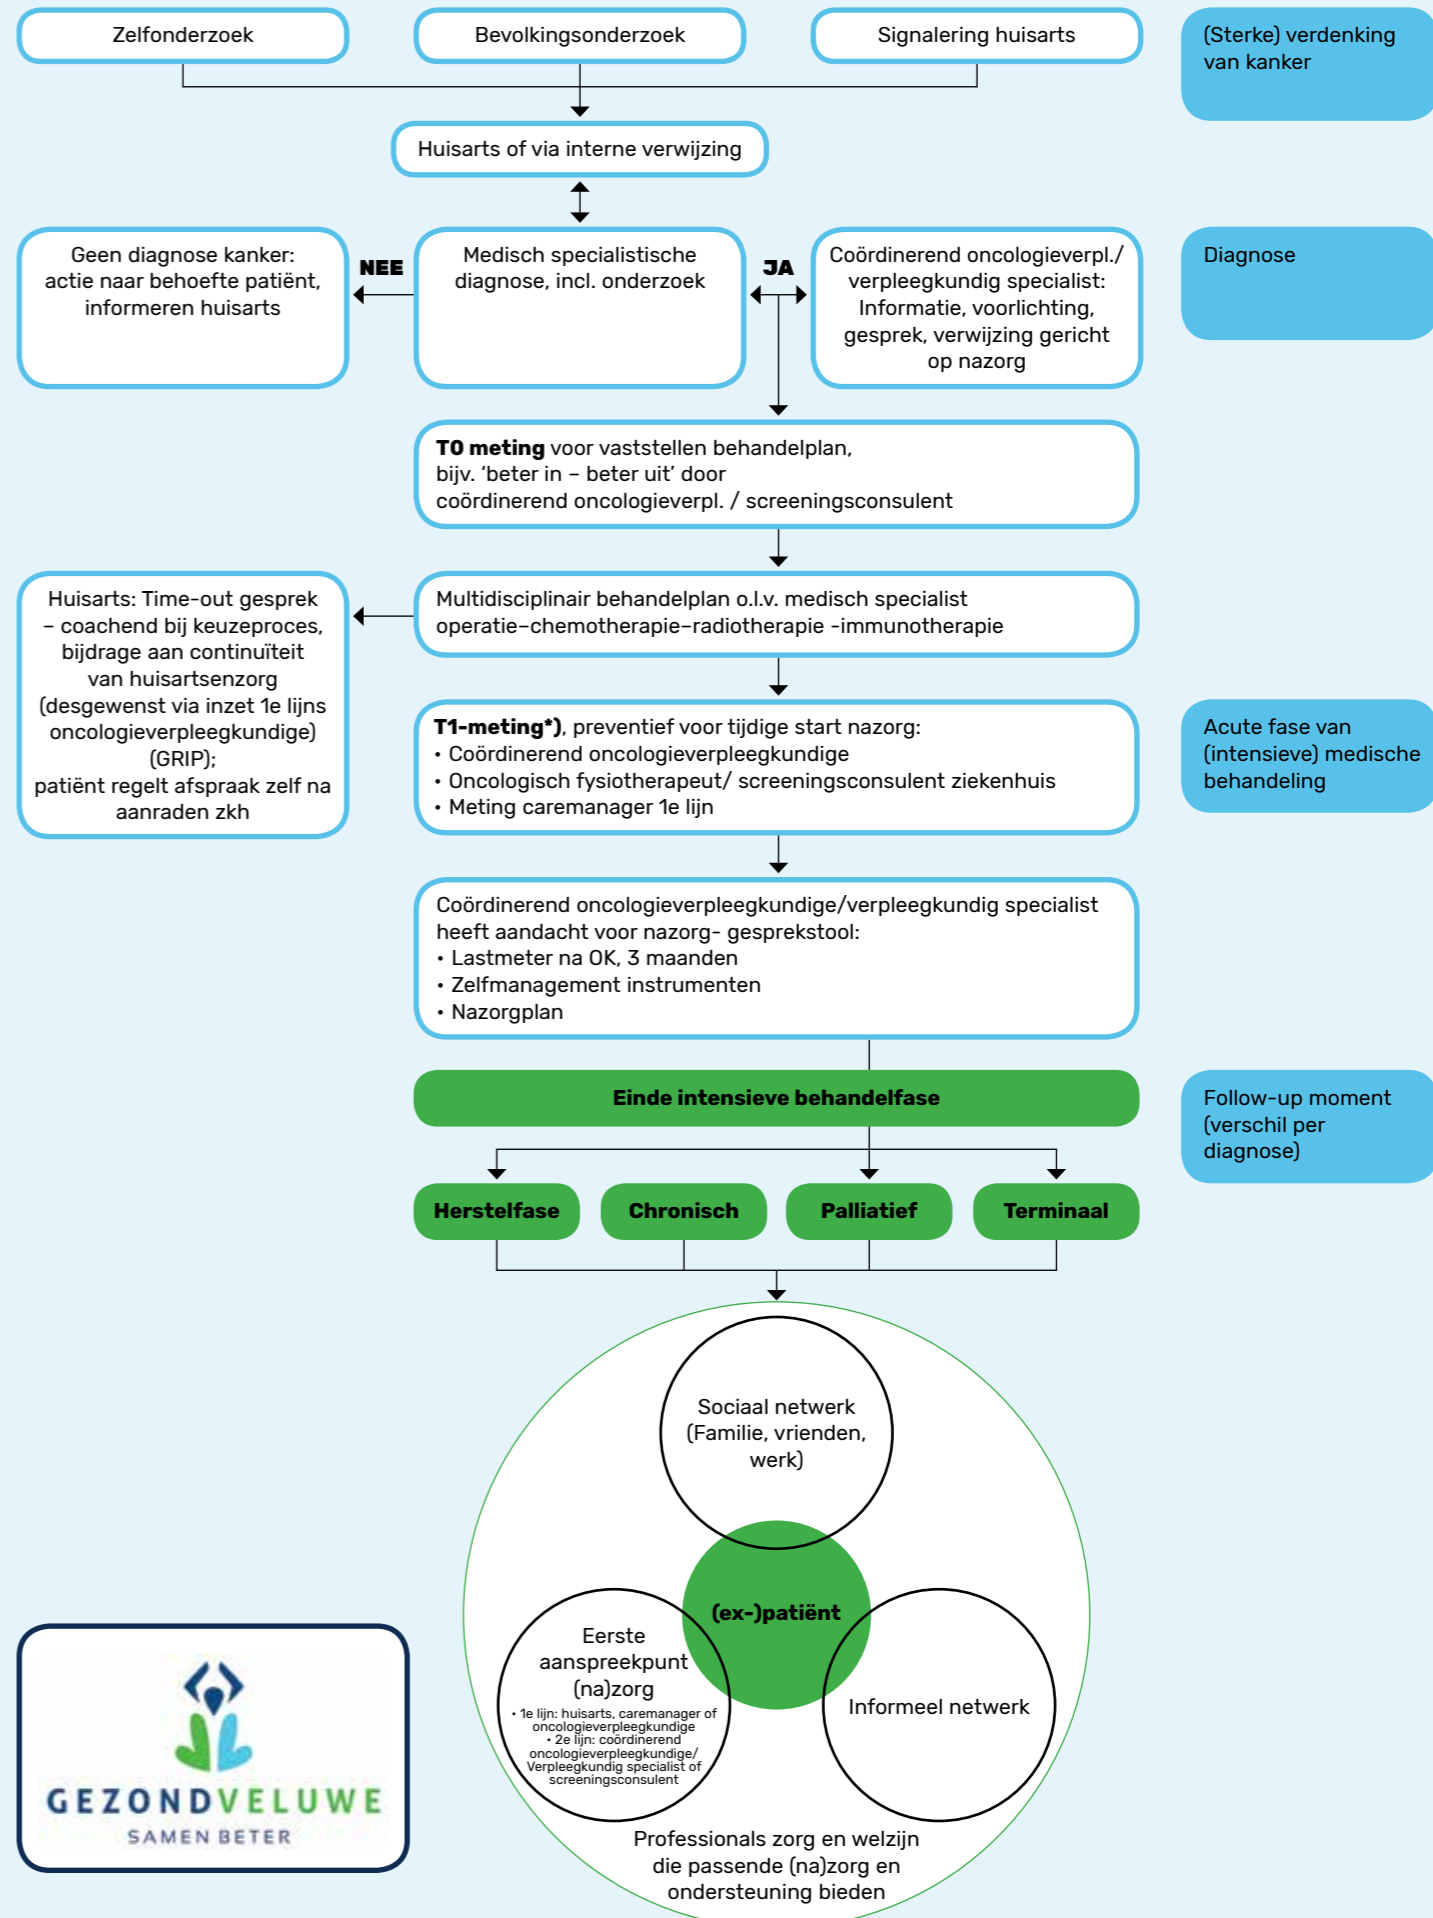 Zelfonderzoek
Bevolkingsonderzoek
Signalering huisarts
(Sterke) verdenking
van kanker
Huisarts of via interne verwijzing
Geen diagnose kanker:
actie naar behoefte patiënt,
informeren huisarts
NEE
Medisch specialistische
diagnose, incl. onderzoek
JA
Coördinerend oncologieverpl./
verpleegkundig specialist:
Informatie, voorlichting,
gesprek, verwijzing gericht
op nazorg
Diagnose
T0 meting voor vaststellen behandelplan,
bijv. ‘beter in – beter uit’ door
coördinerend oncologieverpl. / screeningsconsulent
Huisarts: Time-out gesprek
– coachend bij keuzeproces,
bijdrage aan continuïteit
van huisartsenzorg
(desgewenst via inzet 1e lijns
oncologieverpleegkundige)
(GRIP);
patiënt regelt afspraak zelf na
aanraden zkh
Multidisciplinair behandelplan o.l.v. medisch specialist
operatie–chemotherapie–radiotherapie -immunotherapie
T1-meting*), preventief voor tijdige start nazorg:
• Coördinerend oncologieverpleegkundige
• Oncologisch fysiotherapeut/ screeningsconsulent ziekenhuis
• Meting caremanager 1e lijn
Acute fase van
(intensieve) medische
behandeling
Coördinerend oncologieverpleegkundige/verpleegkundig specialist
heeft aandacht voor nazorg- gesprekstool:
• Lastmeter na OK, 3 maanden
• Zelfmanagement instrumenten
• Nazorgplan
Einde intensieve behandelfase
Follow-up moment
(verschil per
diagnose)
Herstelfase
Chronisch
Palliatief
Terminaal
Sociaal netwerk
(Familie, vrienden,
werk)
(ex-)patiënt
Eerste
aanspreekpunt
(na)zorg
• 1e lijn: huisarts, caremanager of
oncologieverpleegkundige
• 2e lijn: coördinerend
oncologieverpleegkundige/
Verpleegkundig specialist of
screeningsconsulent
Informeel netwerk
Professionals zorg en welzijn
die passende (na)zorg en
ondersteuning bieden
GEZONDVELUWE
SAMEN BETER